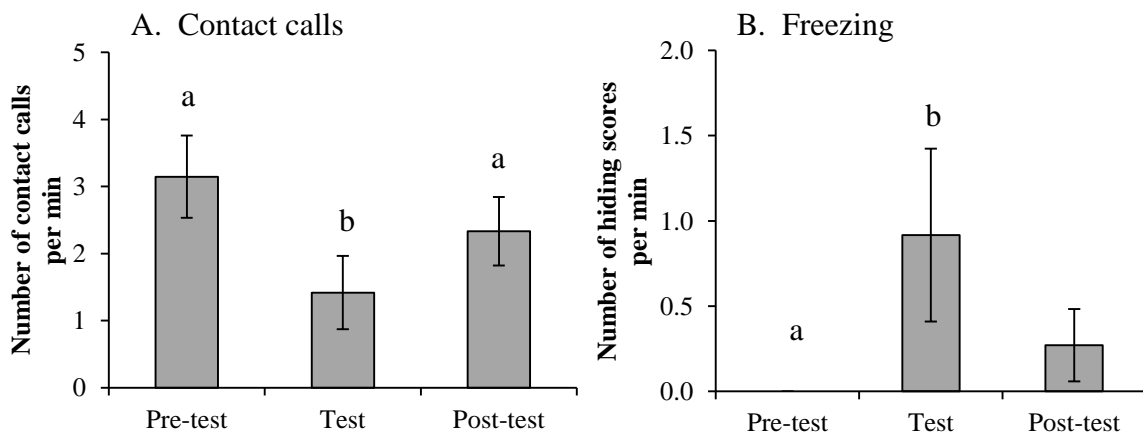 A. Contact calls
Number of contact calls
per min
5
4
3
2
1
0
a
b
a
Pre-test
Test
Post-test
B. Freezing
Number of hiding scores
per min
2.0
1.5
1.0
0.5
0.0
a
b
Pre-test
Test
Post-test